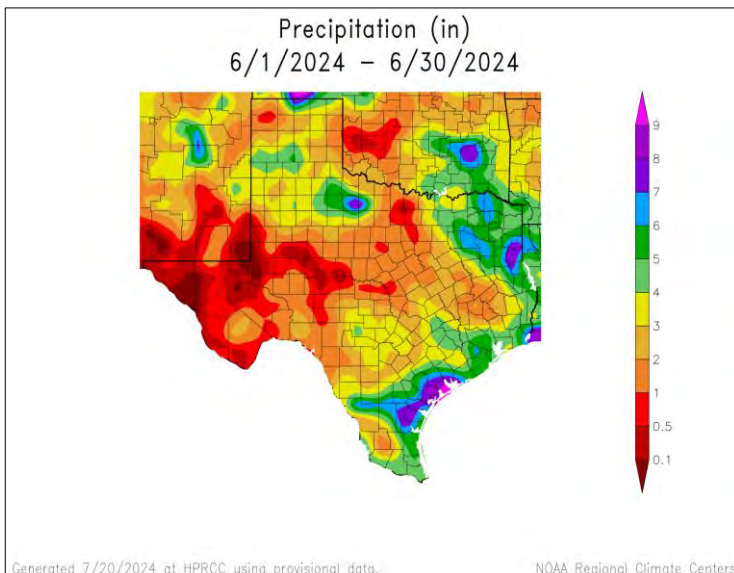 Precipitation (in)
6/1/2024 – 6/30/2024
9
8
7
6
5
4
3
2
1
0.5
0.1
Generated 7/20/2024 at HPRCC using provisional data.
NOAA Regional Climate Centers